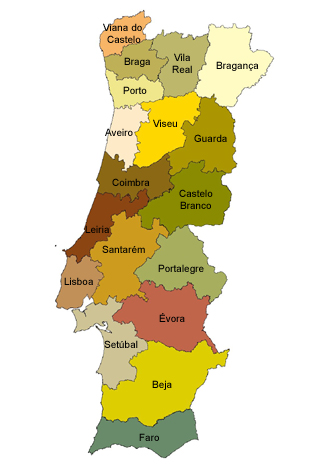 Viana do
Castelo
Braga
Vila
Real
Bragança
Porto
Aveiro
Viseu
Guarda
Coimbra
Castelo
Branco
Leiria
Santarém
Lisboa
Portalegre
Évora
Setúbal
Beja
Faro